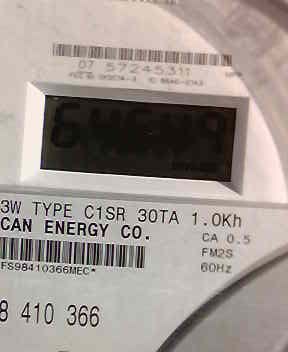 07 57245311
3W TYPE C1SR 30TA 1.0Kh
CAN ENERGY CO.
CA 0.5
FM2S
60Hz
FS98410366MEC*
8 410 366